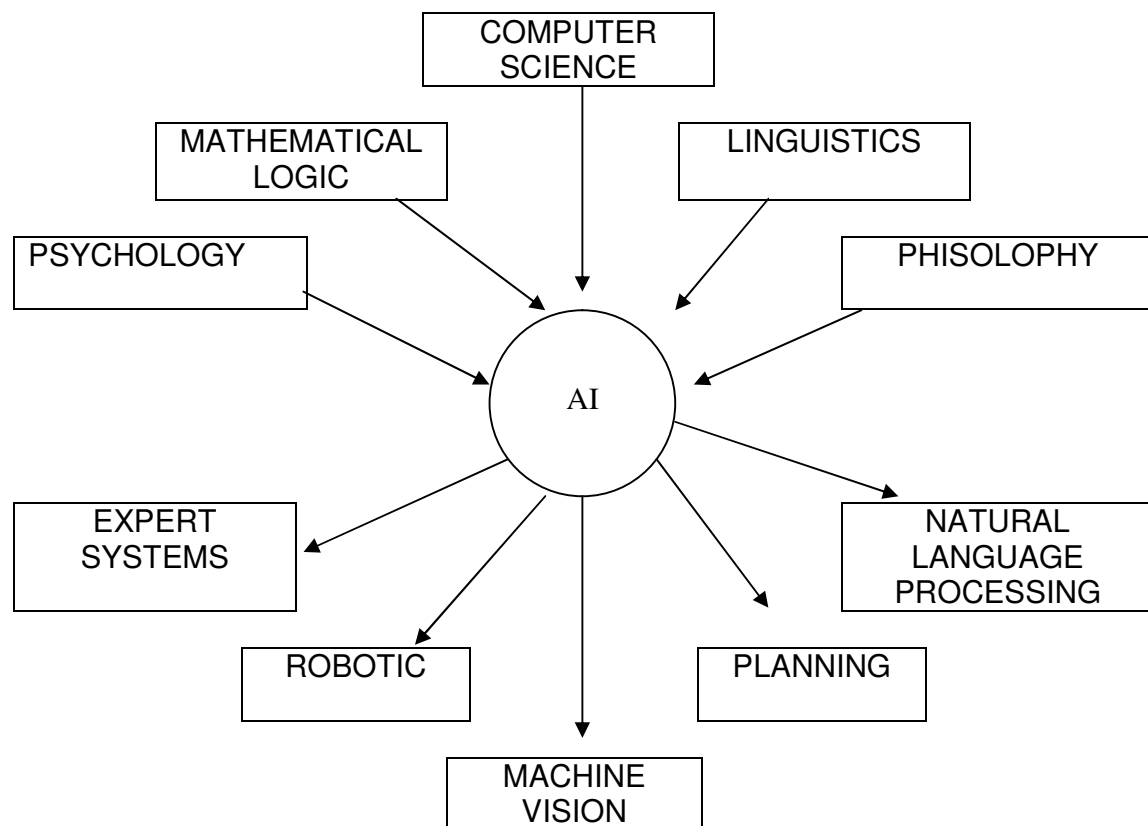 COMPUTER
SCIENCE
MATHEMATICAL
LOGIC
LINGUISTICS
PSYCHOLOGY
PHISOLOPHY
AI
EXPERT
SYSTEMS
NATURAL
LANGUAGE
PROCESSING
ROBOTIC
PLANNING
MACHINE
VISION